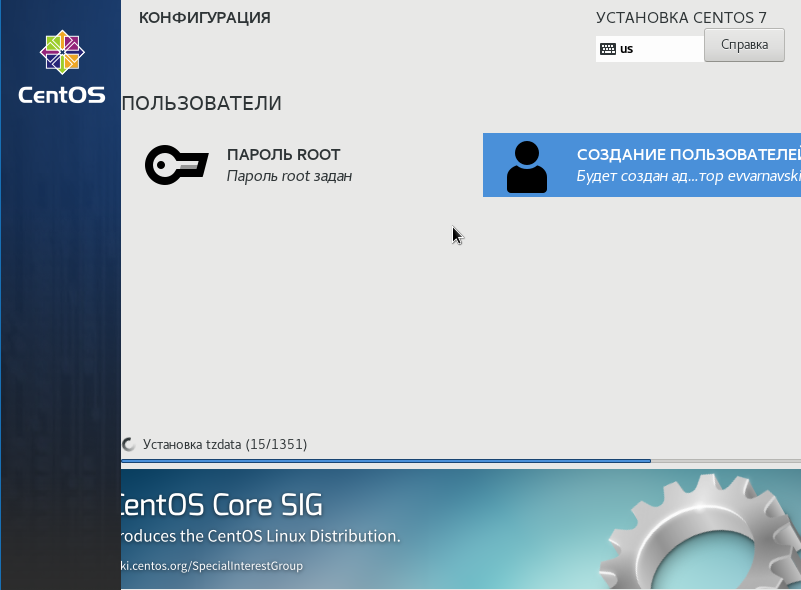 КОНФИГУРАЦИЯ
УСТАНОВКА CENTOS 7
us
Справка
CentOS
ПОЛЬЗОВАТЕЛИ
ПАРОЛЬ ROOT
Пароль root задан
СОЗДАНИЕ ПОЛЬЗОВАТЕЛЕЙ
Будет создан ад...тор evvarnavski
Установка tzdata (15/1351)
CentOS Core SIG
roduces the CentOS Linux Distribution.
ki.centos.org/SpecialInterestGroup